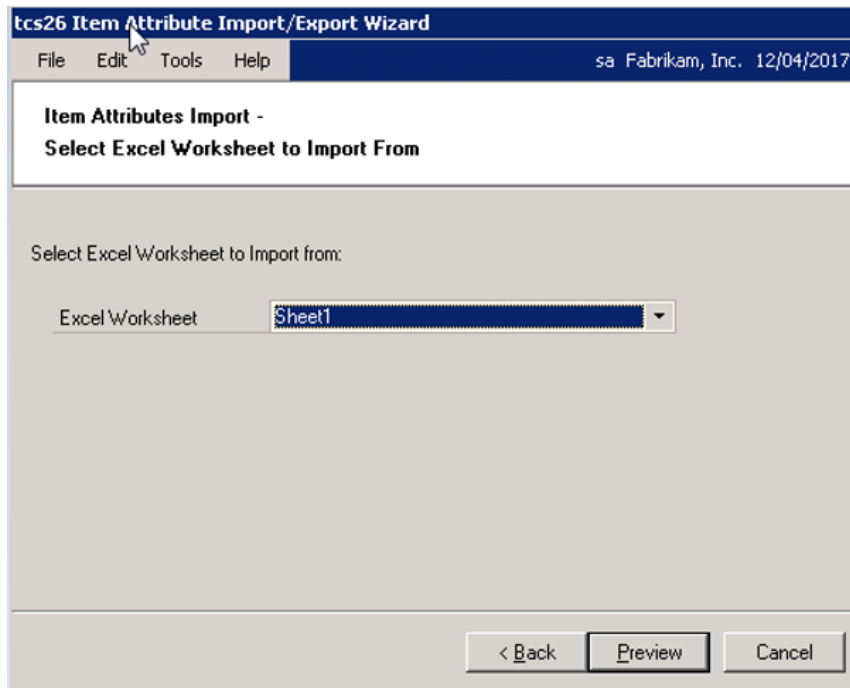 tcs26 Item Attribute Import/Export Wizard
File Edit Tools Help sa Fabrikam, Inc. 12/04/2017
Item Attributes Import -
Select Excel Worksheet to Import From
Select Excel Worksheet to Import from:
Excel Worksheet Sheet1
< Back Preview Cancel